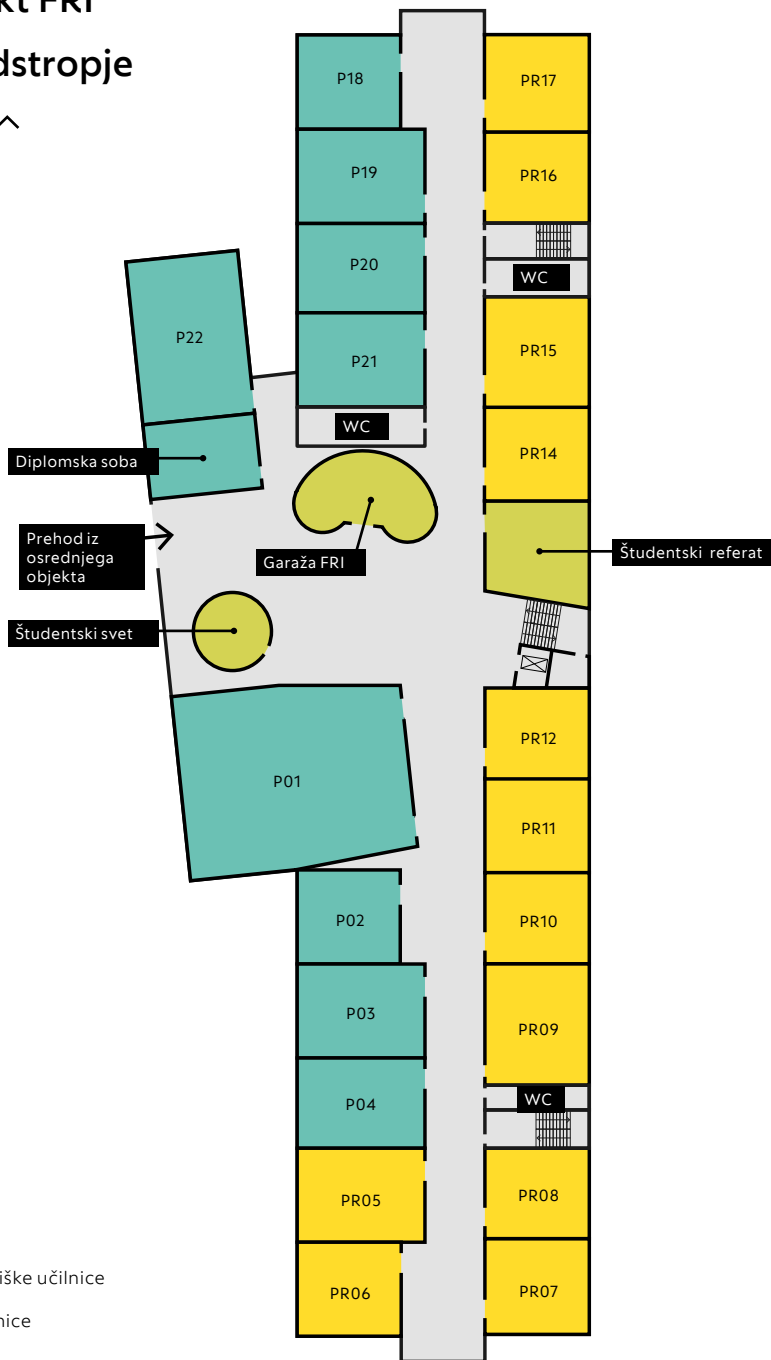 kt FRI
dstropje
P18
PR17
P19
PR16
P20
WC
P22
P21
PR15
WC
PR14
Diplomska soba
Prehod iz
osrednjega
objekta
Garaža FRI
Študentski referat
Študentski svet
PR12
P01
PR11
P02
PR10
P03
PR09
P04
WC
PR05
PR08
PR06
PR07
iške učilnice
nice